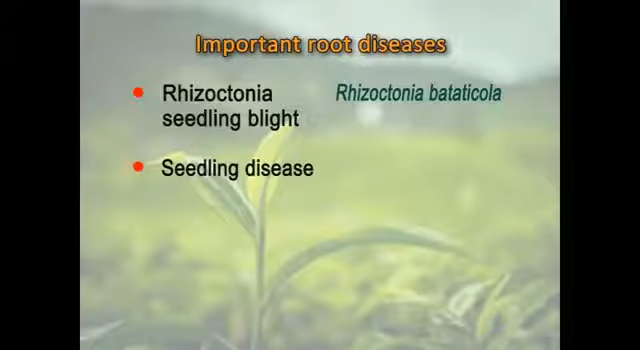 Important root diseases
Rhizoctonia Rhizoctonia bataticola
seedling blight
Seedling disease